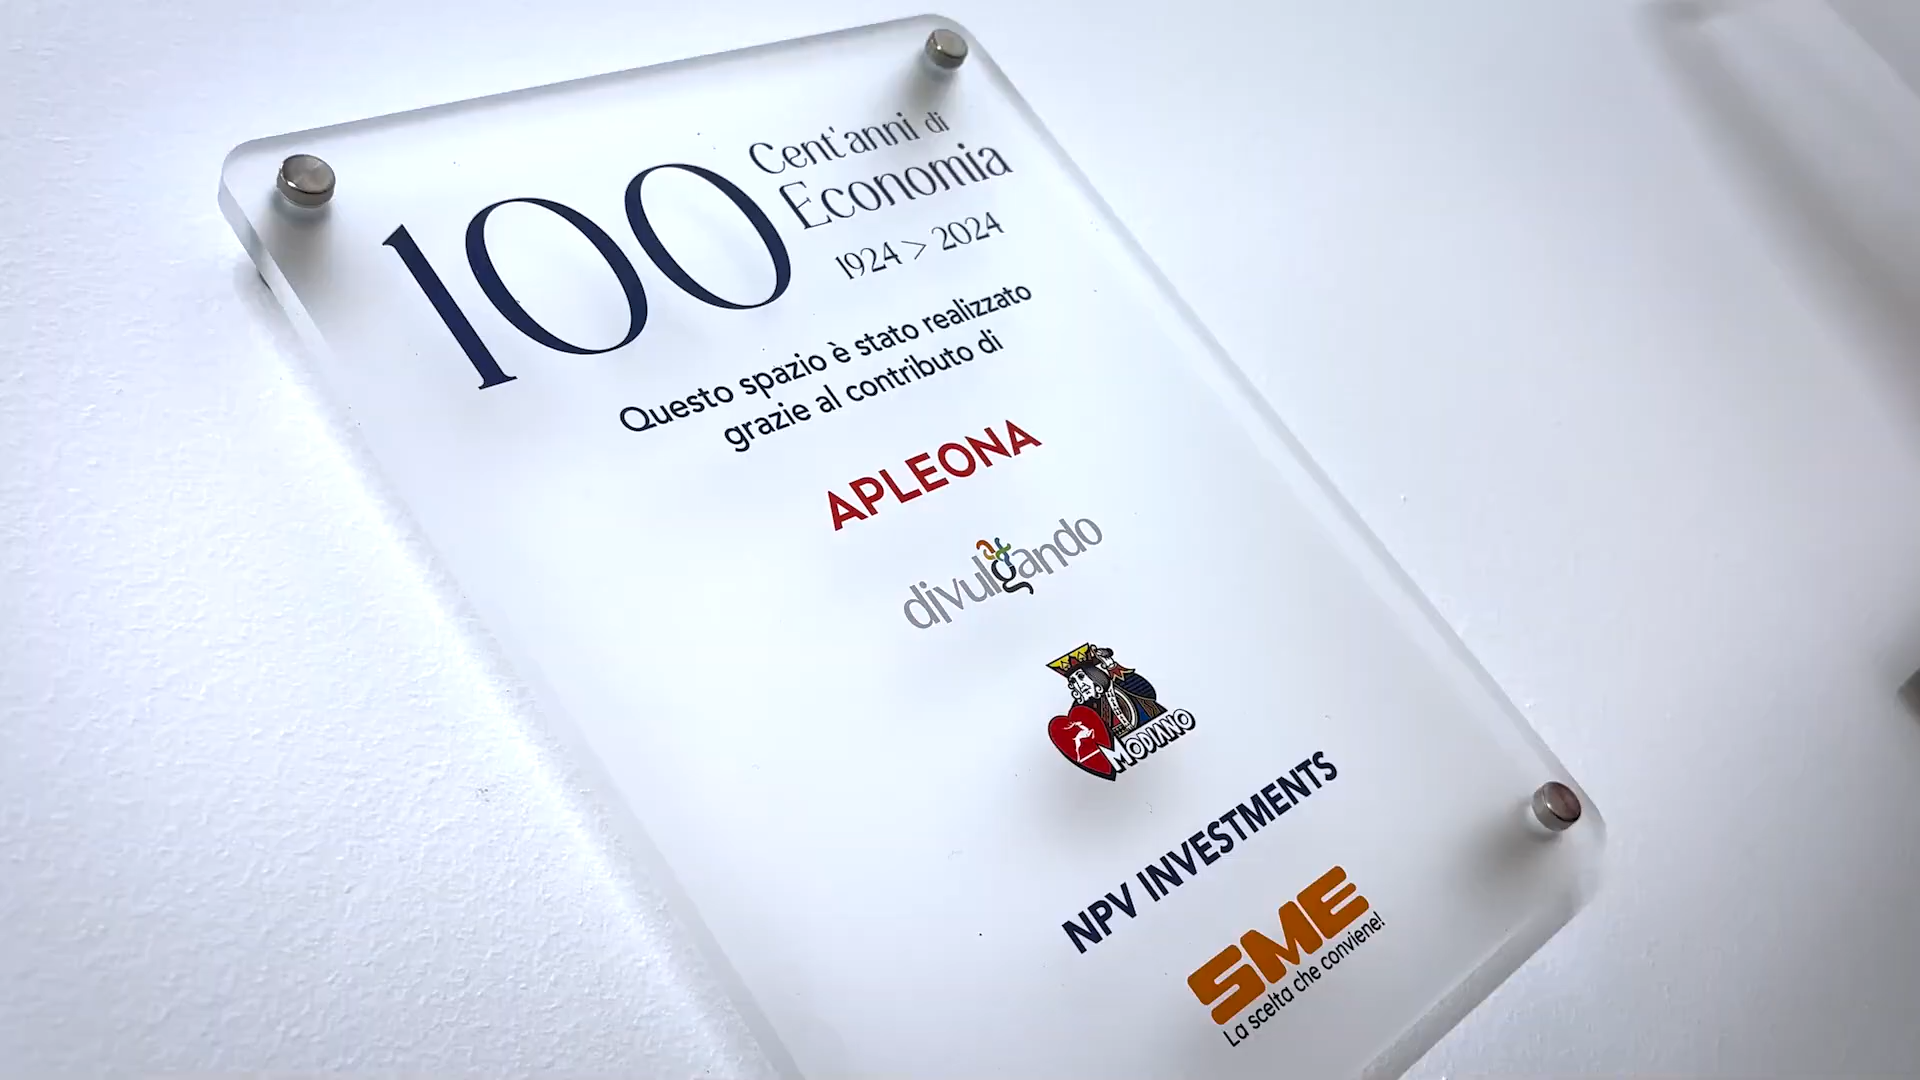 100
Cent'anni di
Economia
1924 > 2024
Questo spazio è stato realizzato
grazie al contributo di
APLEONA
divulgando
MODIANO
NPV INVESTMENTS
SME
La scelta che conviene!